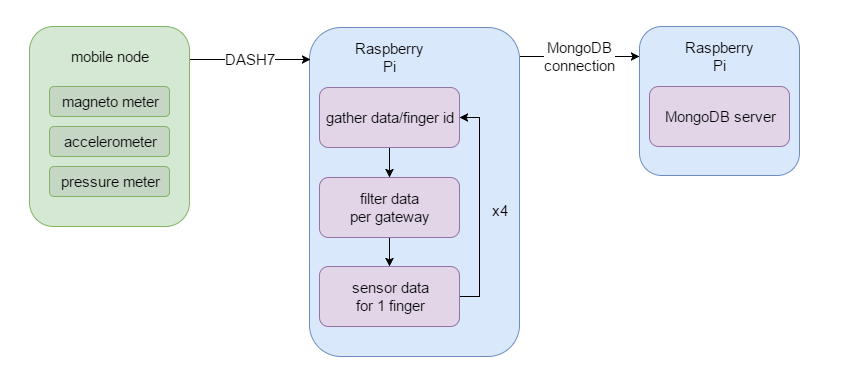 mobile node
magneto meter
accelerometer
pressure meter
DASH7
Raspberry
Pi
gather data/finger id
filter data
per gateway
sensor data
for 1 finger
x4
MongoDB
connection
Raspberry
Pi
MongoDB server